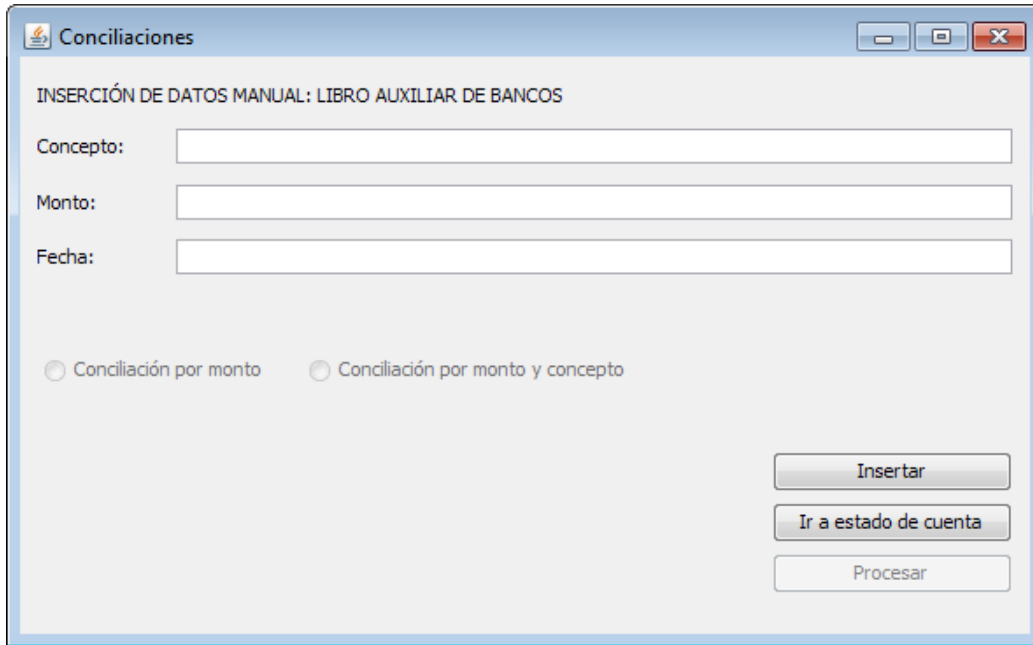 Conciliaciones
INSERCIÓN DE DATOS MANUAL: LIBRO AUXILIAR DE BANCOS
Concepto:
Monto:
Fecha:
Conciliación por monto Conciliación por monto y concepto
Insertar
Ir a estado de cuenta
Procesar